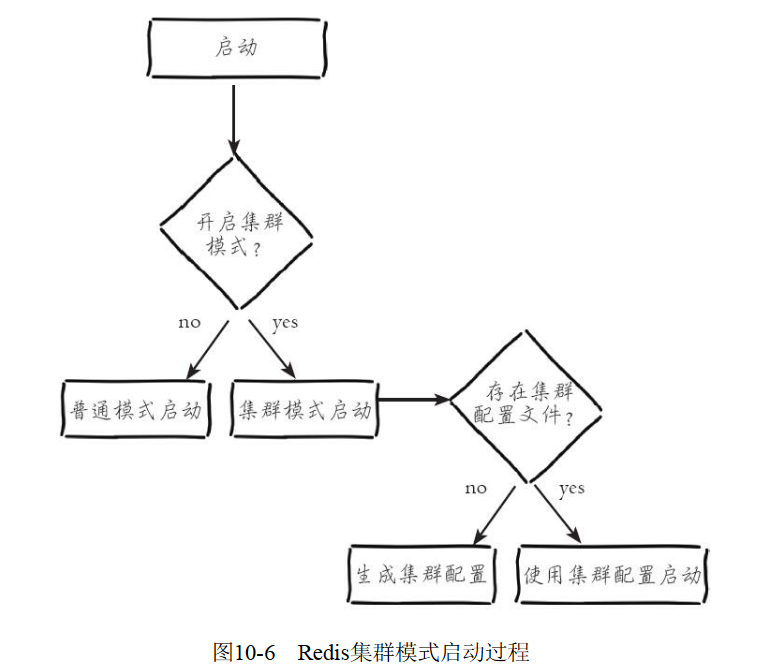 启动
开启集群
模式？
no
yes
普通模式启动
集群模式启动
存在集群
配置文件？
no
yes
生成集群配置
使用集群配置启动
图10-6 Redis集群模式启动过程